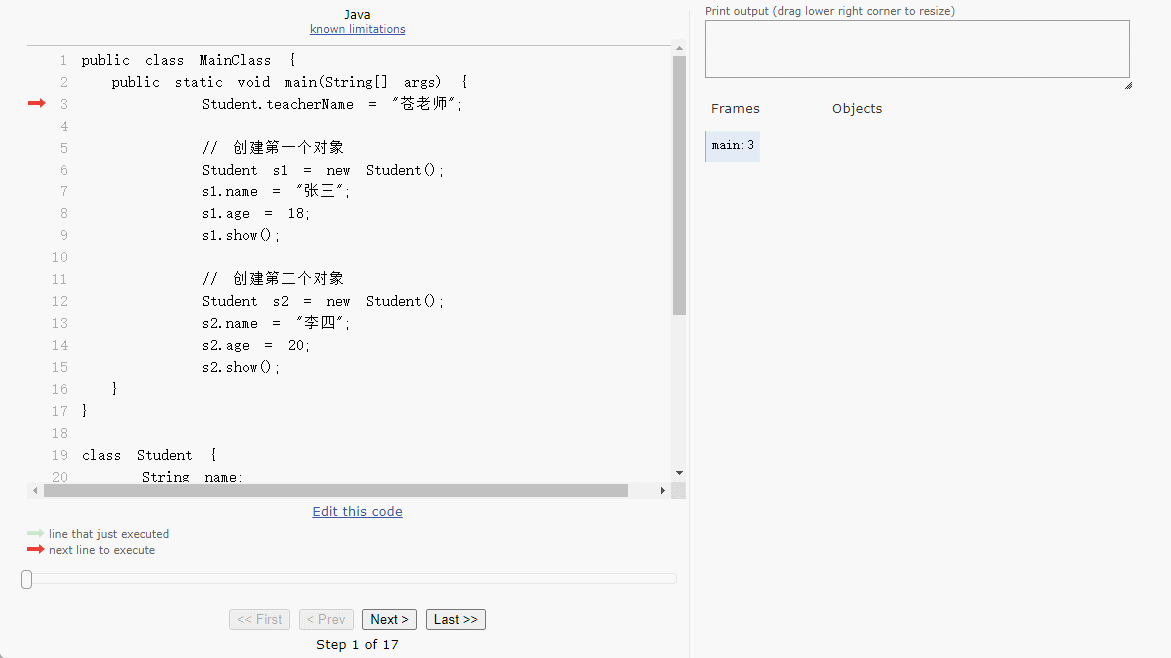 Java
known limitations
1 public class MainClass {
2 public static void main(String[] args) {
3 Student.teacherName = "苍老师";
4
5 // 创建第一个对象
6 Student s1 = new Student();
7 s1.name = "张三";
8 s1.age = 18;
9 s1.show();
10
11 // 创建第二个对象
12 Student s2 = new Student();
13 s2.name = "李四";
14 s2.age = 20;
15 s2.show();
16 }
17 }
18
19 class Student {
20 String name;
Edit this code
line that just executed
next line to execute
<< First < Prev Next > Last >>
Step 1 of 17
Print output (drag lower right corner to resize)
Frames Objects
main:3